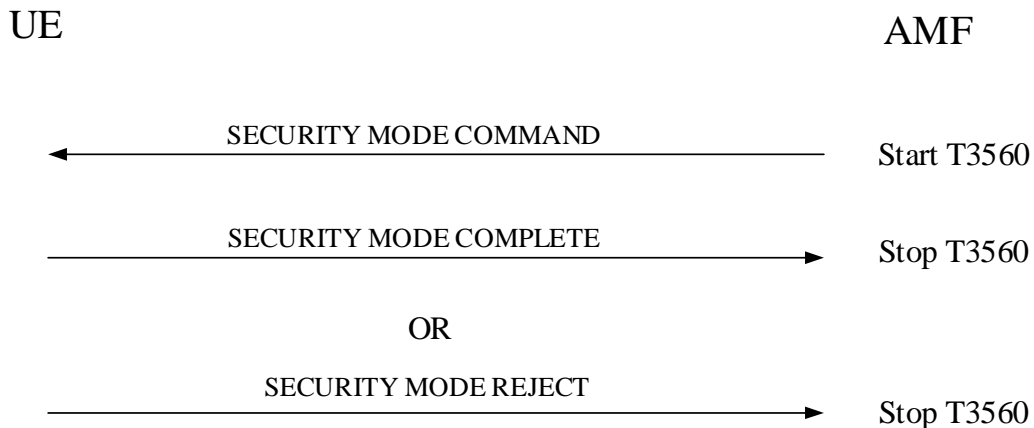 UE
AMF
SECURITY MODE COMMAND
Start T3560
SECURITY MODE COMPLETE
Stop T3560
OR
SECURITY MODE REJECT
Stop T3560